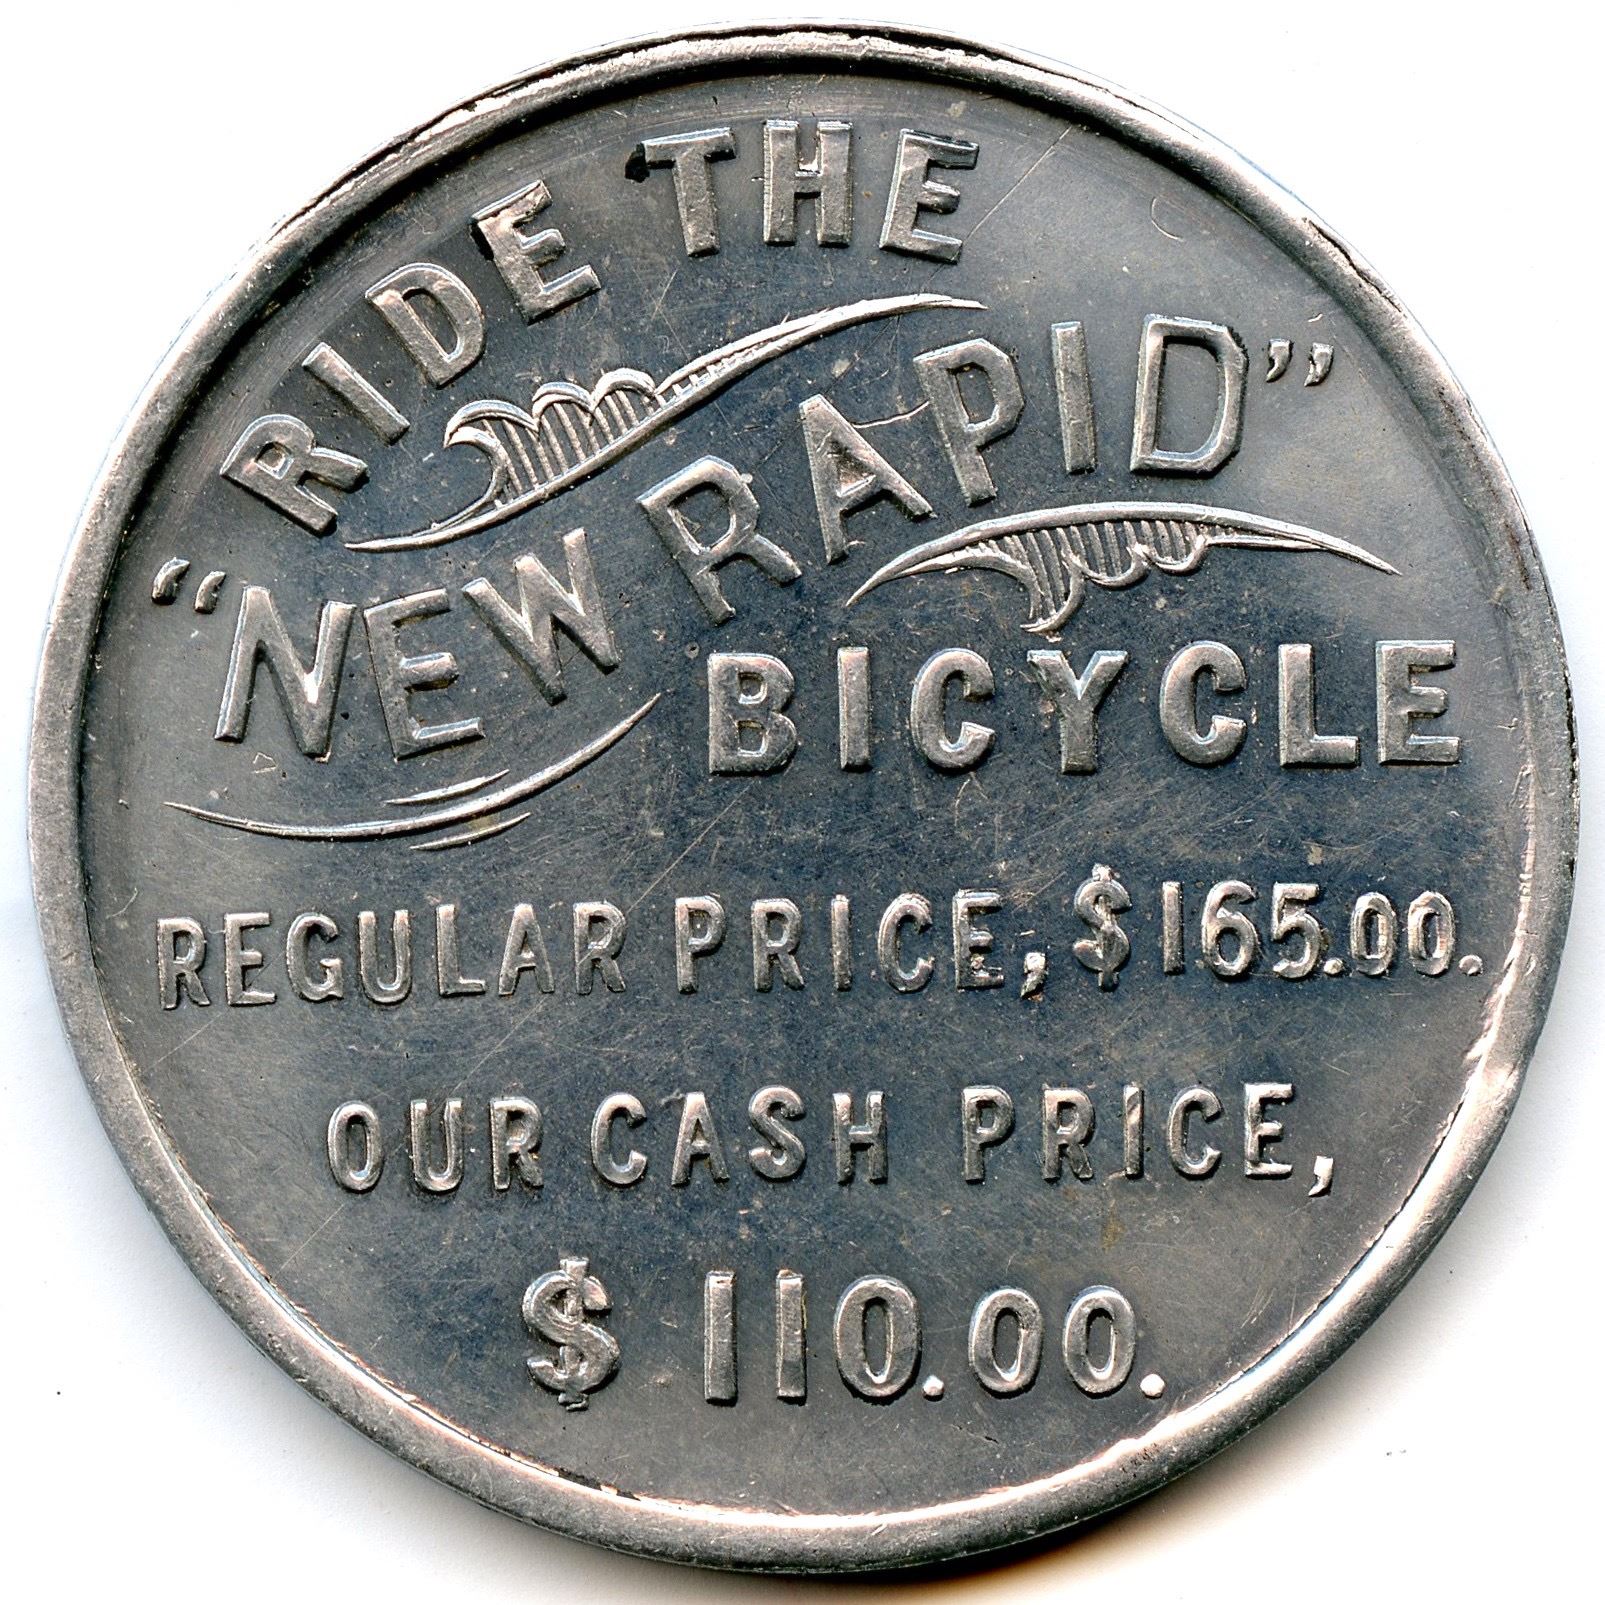 RIDE THE
"NEW RAPID"
BICYCLE
REGULAR PRICE, $165.00.
OUR CASH PRICE,
$110.00.